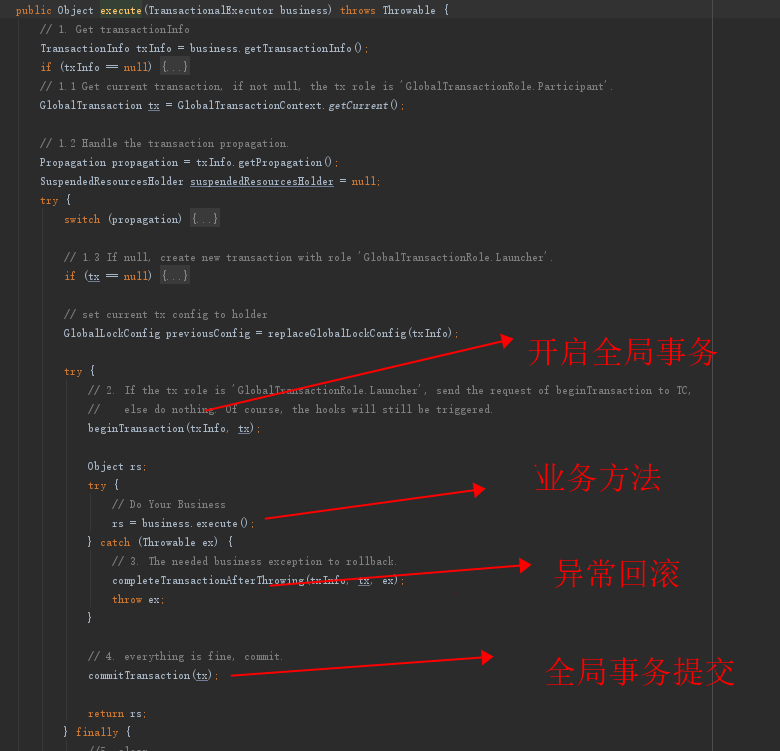 public Object execute(TransactionalExecutor business) throws Throwable {
// 1. Get transactionInfo
TransactionInfo txInfo = business.getTransactionInfo();
if (txInfo == null) {...}
// 1.1 Get current transaction, if not null, the tx role is 'GlobalTransactionRole.Participant'.
GlobalTransaction tx = GlobalTransactionContext.getCurrent();
// 1.2 Handle the transaction propagation.
Propagation propagation = txInfo.getPropagation();
SuspendedResourcesHolder suspendedResourcesHolder = null;
try {
switch (propagation) {...}
// 1.3 If null, create new transaction with role 'GlobalTransactionRole.Launcher'.
if (tx == null) {...}
// set current tx config to holder
GlobalLockConfig previousConfig = replaceGlobalLockConfig(txInfo);
开启全局事务
try {
// 2. If the tx role is 'GlobalTransactionRole.Launcher', send the request of beginTransaction to TC,
//    else do nothing. Of course, the hooks will still be triggered.
beginTransaction(txInfo, tx);
Object rs;
业务方法
try {
// Do Your Business
rs = business.execute();
} catch (Throwable ex) {
// 3. The needed business exception to rollback.
异常回滚
completeTransactionAfterThrowing(txInfo, tx, ex);
throw ex;
}
// 4. everything is fine, commit.
全局事务提交
commitTransaction(tx);
return rs;
} finally {
//5. clear